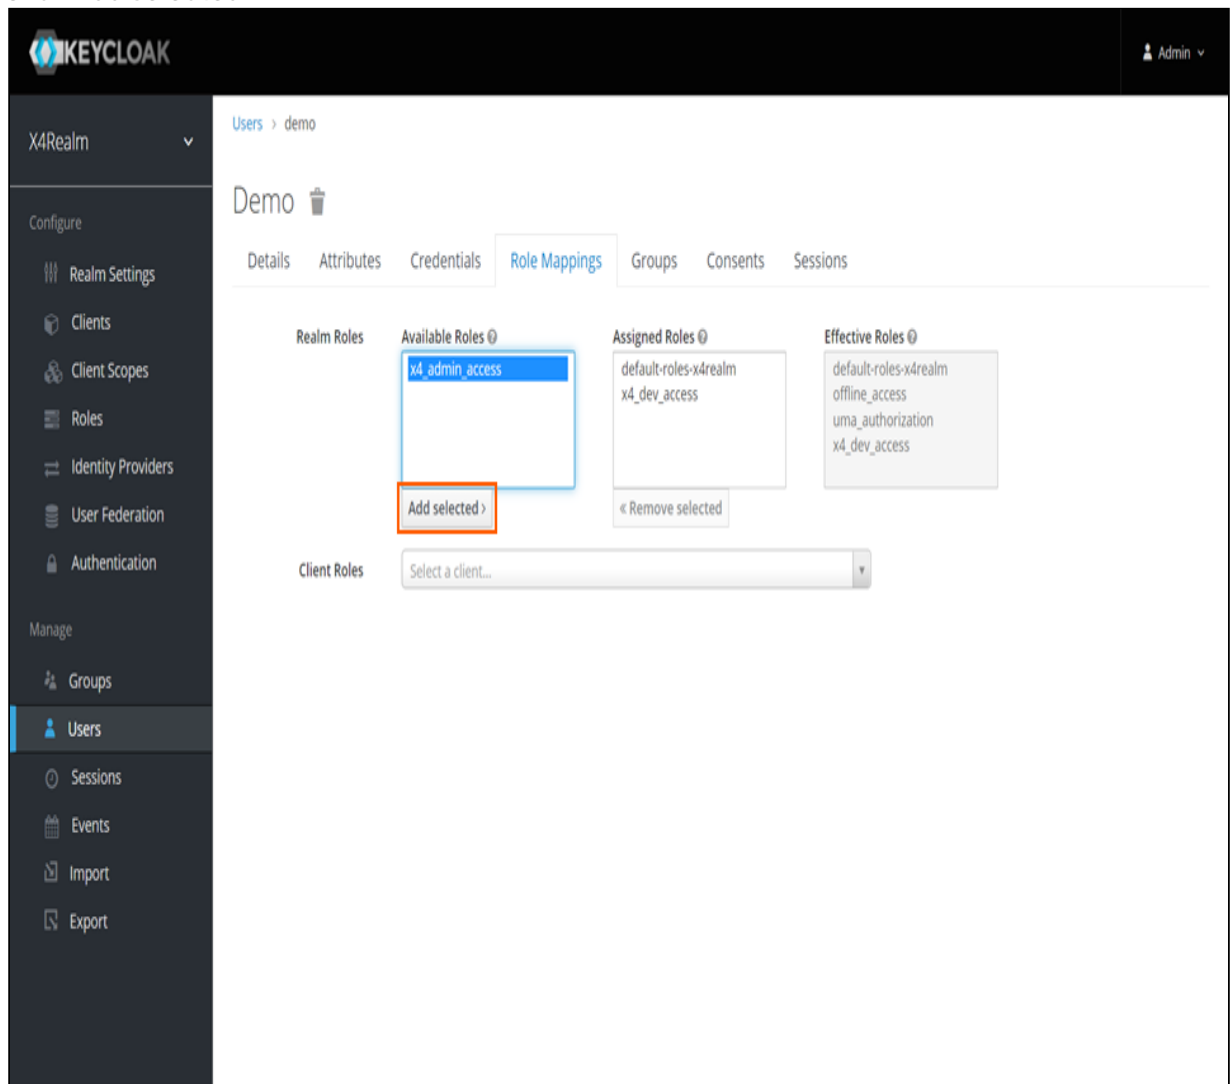 KEYCLOAK
Admin
X4Realm
Users > demo
Demo
Configure
Realm Settings
Clients
Client Scopes
Roles
Identity Providers
User Federation
Authentication
Manage
Groups
Users
Sessions
Events
Import
Export
Details Attributes Credentials Role Mappings Groups Consents Sessions
Realm Roles
Available Roles
x4_admin_access
Add selected >
Assigned Roles
default-roles-x4realm
x4_dev_access
« Remove selected
Effective Roles
default-roles-x4realm
offline_access
uma_authorization
x4_dev_access
Client Roles
Select a client...